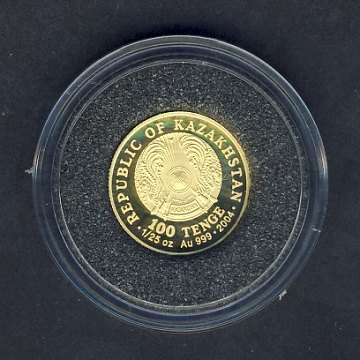 REPUBLIC OF KAZAKHSTAN
100 TENGE
· 1/25 oz Au 999 · 2004 ·